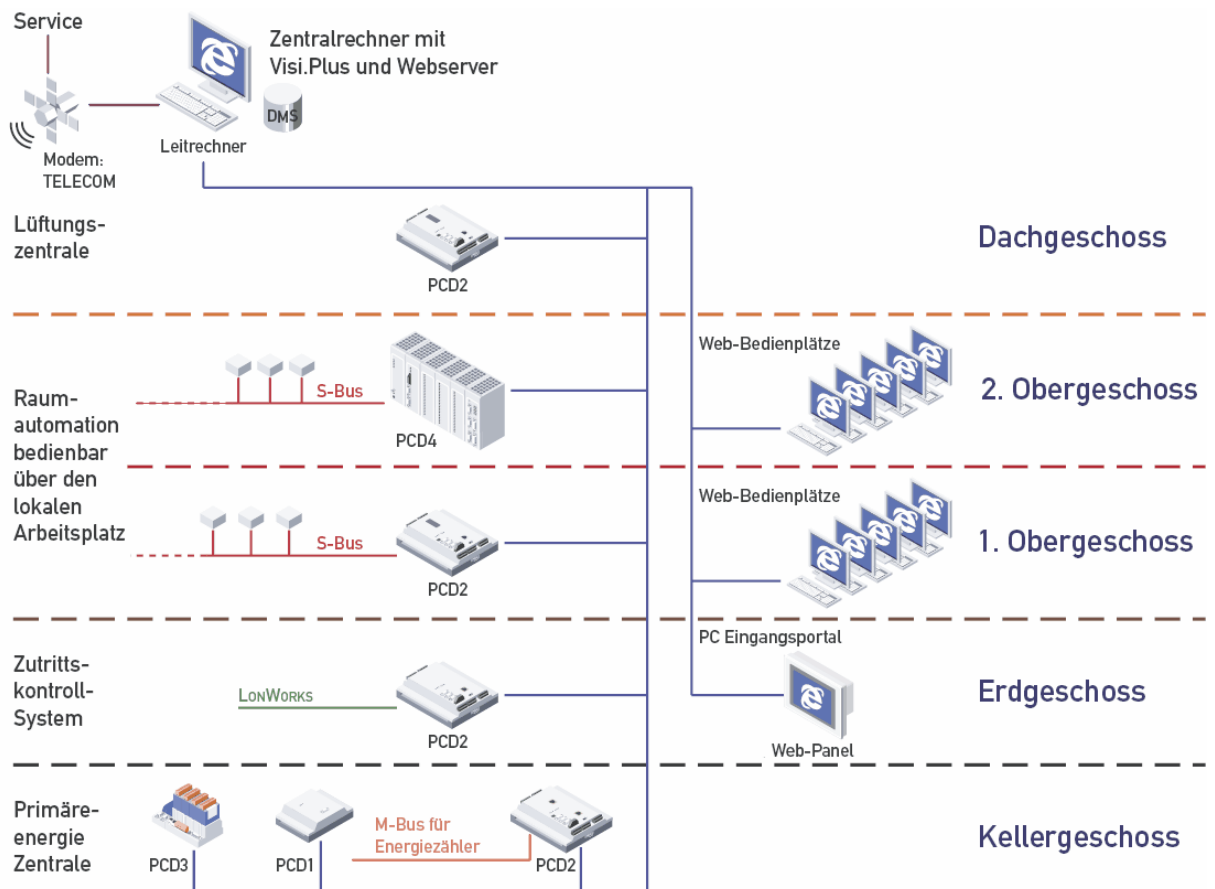 Service
Zentralrechner mit
Visi.Plus und Webserver
DMS
Leitrechner
Modem:
TELECOM
Lüftungs-
zentrale
PCD2
Dachgeschoss
Raum-
automation
bedienbar
über den
lokalen
Arbeitsplatz
S-Bus
PCD4
Web-Bedienplätze
2. Obergeschoss
S-Bus
PCD2
Web-Bedienplätze
1. Obergeschoss
Zutritts-
kontroll-
System
LONWORKS
PCD2
PC Eingangsportal
Web-Panel
Erdgeschoss
Primäre-
energie
Zentrale
PCD3
PCD1
M-Bus für
Energiezähler
PCD2
Kellergeschoss